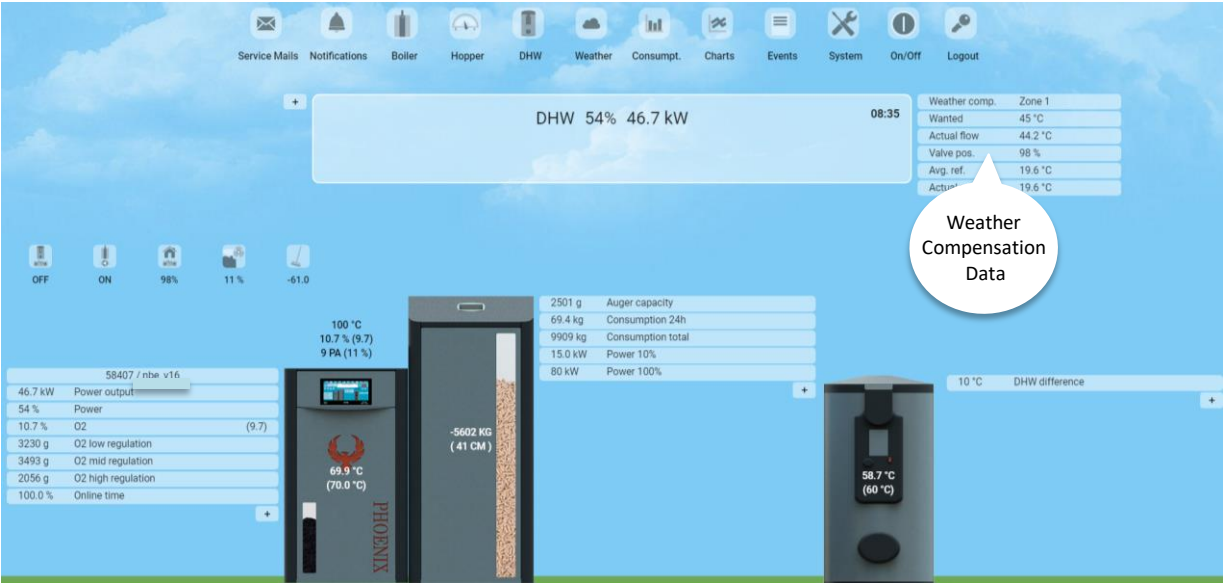 Service Mails Notifications Boiler Hopper DHW Weather Consumpt. Charts Events System On/Off Logout
+
DHW 54% 46.7 kW
08:35
Weather comp. Zone 1
Wanted 45 °C
Actual flow 44.2 °C
Valve pos. 98 %
Avg. ref. 19.6 °C
19.6 °C
Weather
Compensation
Data
OFF ON 98% 11 % -61.0
100 °C
10.7 % (9.7)
9 PA (11 %)
2501 g Auger capacity
69.4 kg Consumption 24h
9909 kg Consumption total
15.0 kW Power 10%
80 kW Power 100%
+
58407 / nbe_v16
46.7 kW Power output
54 % Power
10.7 % O2 (9.7)
3230 g O2 low regulation
3493 g O2 mid regulation
2056 g O2 high regulation
100.0 % Online time
+
69.9 °C
(70.0 °C)
PHOENIX
-5602 KG
( 41 CM )
58.7 °C
(60 °C)
10 °C DHW difference
+